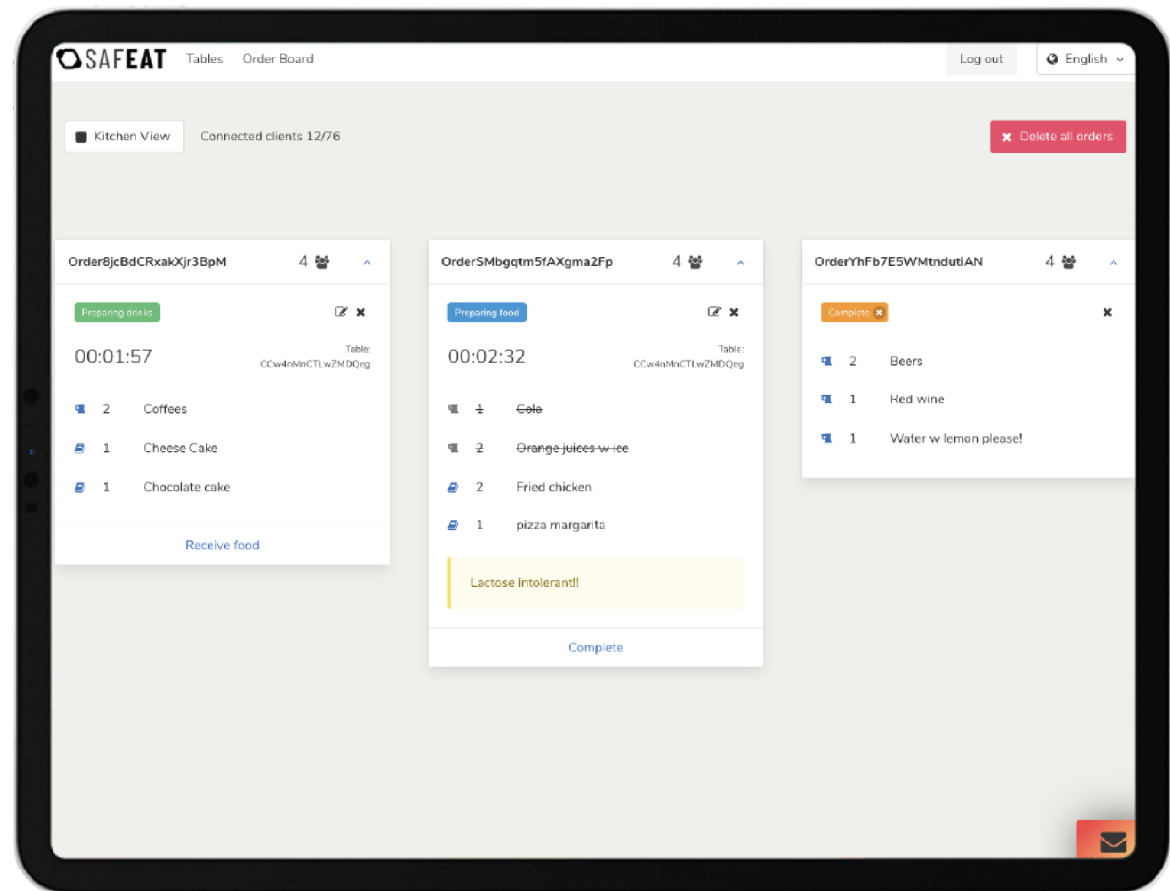 SAFEAT Tables Order Board Log out English
Kitchen View Connected clients 12/76 Delete all orders
Order8jcBdCRxakXjr3BpM 4
Preparing drinks
00:01:57 Table:
CCw4nMnCTLwZMDQeg
2 Coffees
1 Cheese Cake
1 Chocolate cake
Receive food
OrderSMbgqtm5fAXgma2Fp 4
Preparing food
00:02:32 Table:
CCw4nMnCTLwZMDQeg
1 Cola
2 Orange juices w ice
2 Fried chicken
1 pizza margarita
Lactose intolerant!!
Complete
OrderYhFb7E5WMtndutiAN 4
Complete
2 Beers
1 Red wine
1 Water w lemon please!